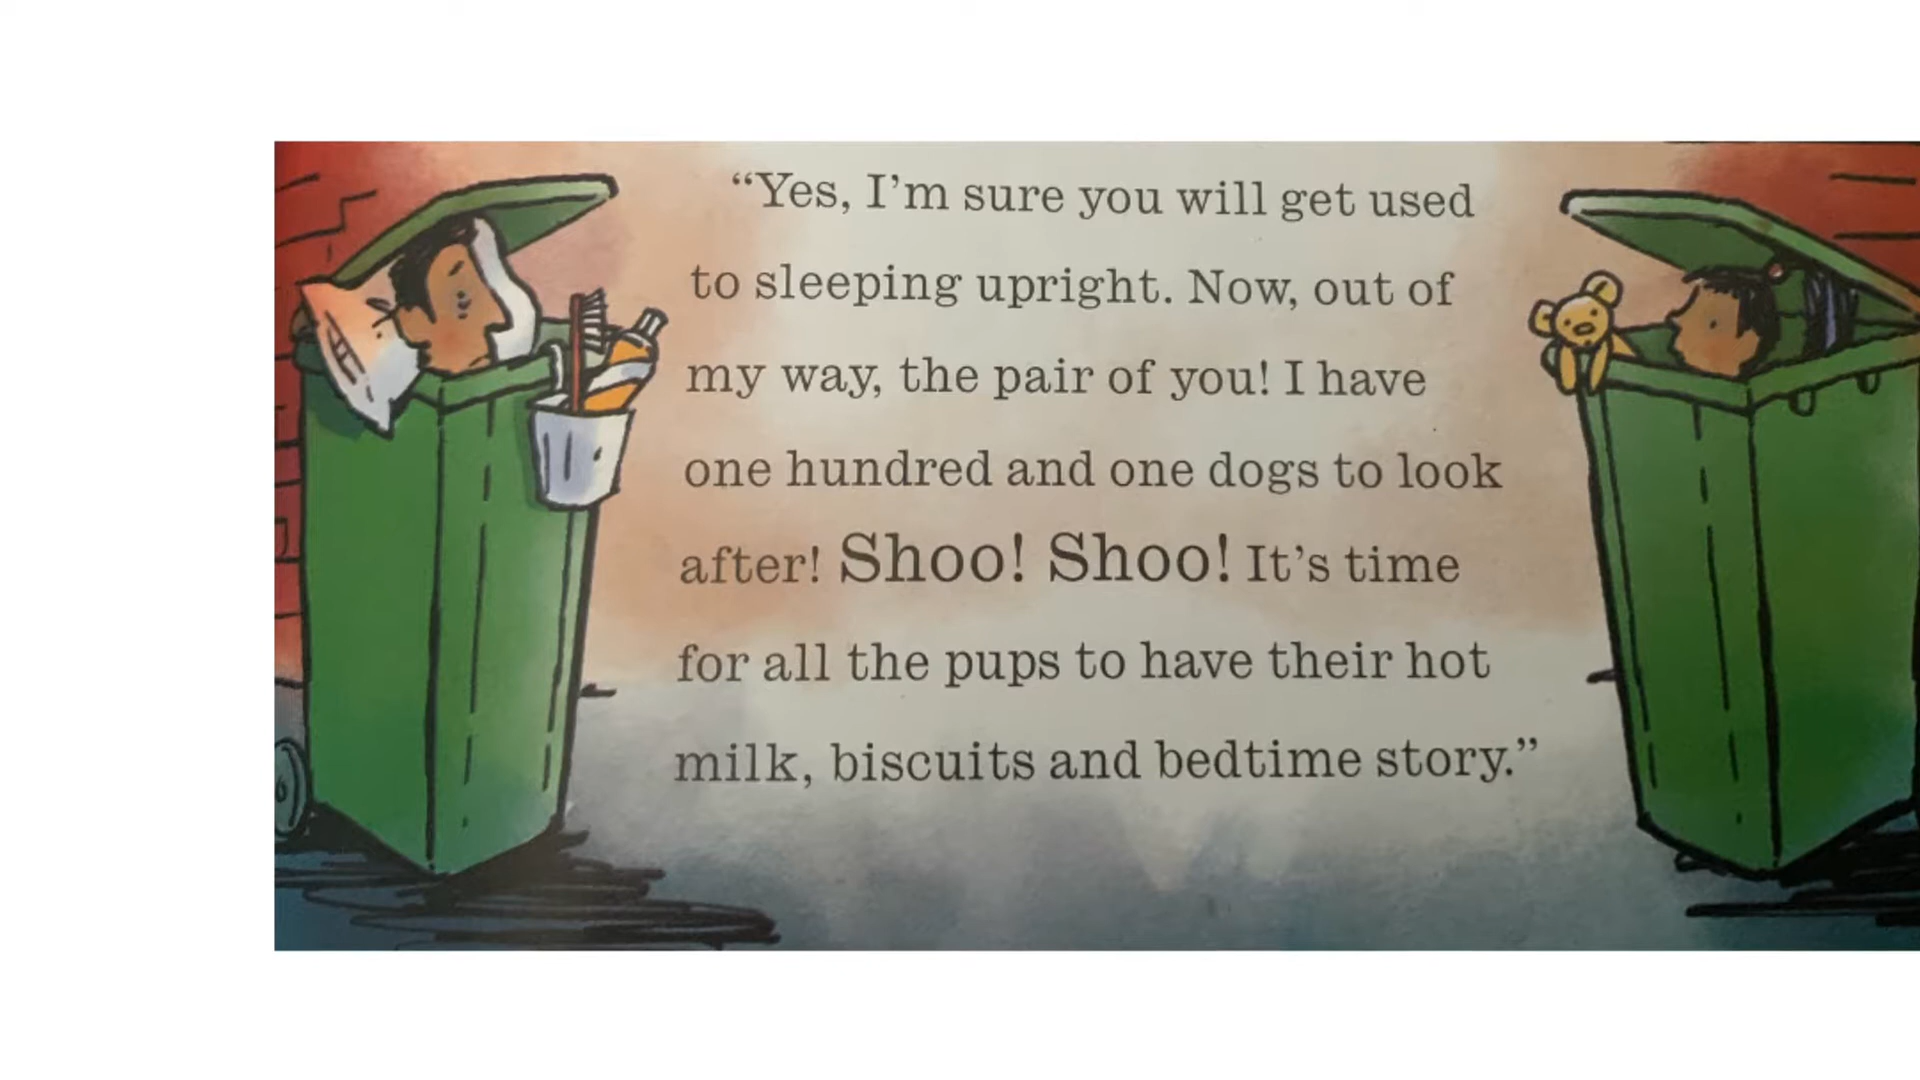 “Yes, I’m sure you will get used
to sleeping upright. Now, out of
my way, the pair of you! I have
one hundred and one dogs to look
after! Shoo! Shoo! It’s time
for all the pups to have their hot
milk, biscuits and bedtime story.”